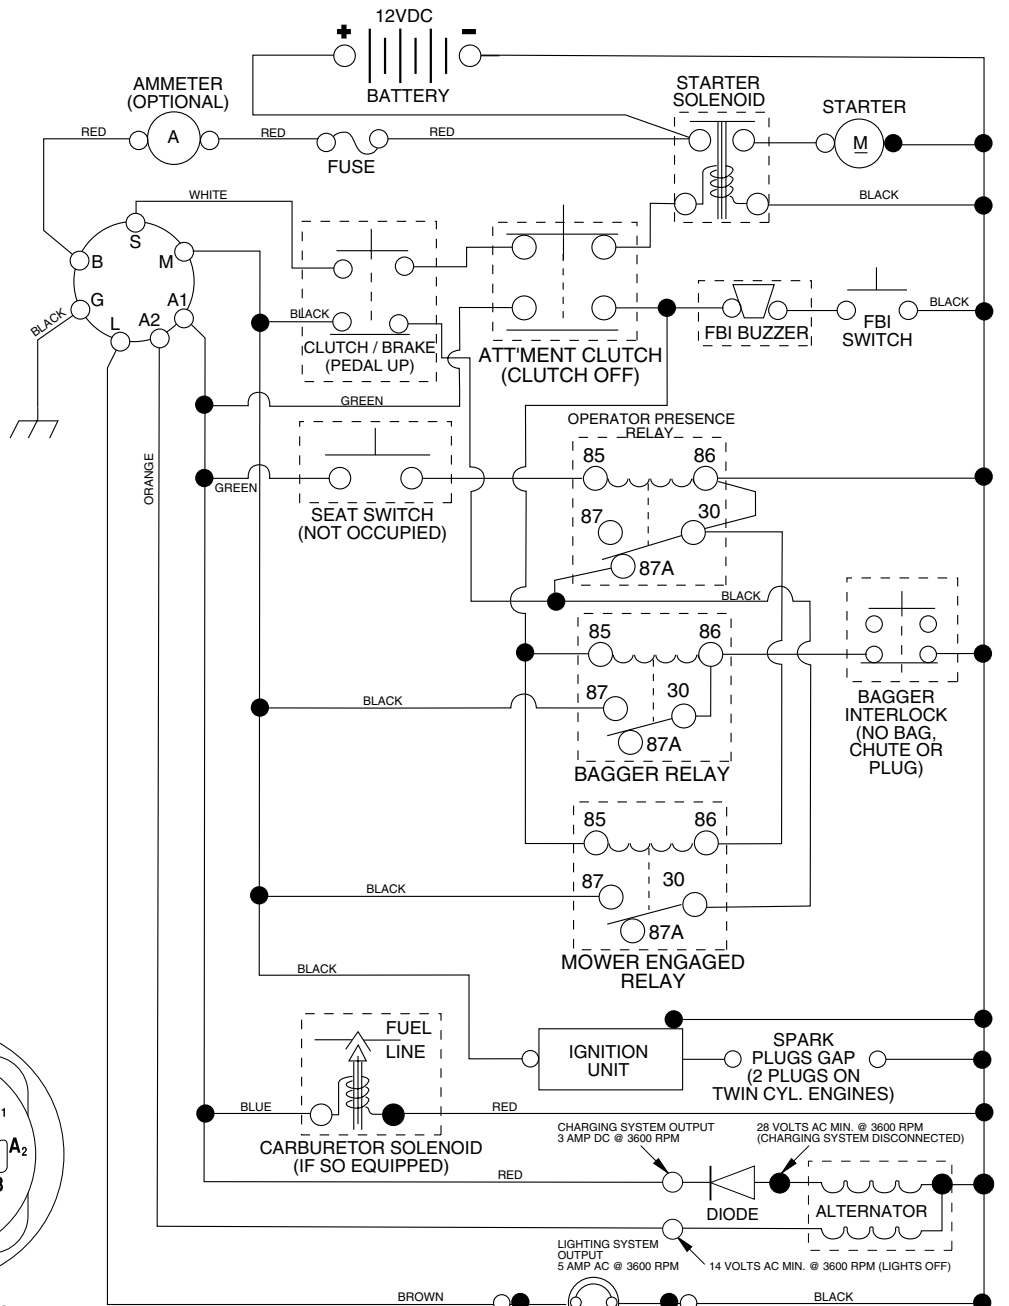 12VDC
+
-
BATTERY
AMMETER
(OPTIONAL)
A
RED
RED
RED
FUSE
STARTER
SOLENOID
STARTER
M
BLACK
WHITE
S
B
M
G
A1
L
A2
BLACK
BLACK
CLUTCH / BRAKE
(PEDAL UP)
ATT'MENT CLUTCH
(CLUTCH OFF)
FBI BUZZER
FBI
SWITCH
BLACK
GREEN
ORANGE
GREEN
SEAT SWITCH
(NOT OCCUPIED)
OPERATOR PRESENCE
RELAY
85
86
87
30
87A
BLACK
85
86
87
30
87A
BAGGER RELAY
BLACK
BAGGER
INTERLOCK
(NO BAG,
CHUTE OR
PLUG)
85
86
87
30
87A
MOWER ENGAGED
RELAY
BLACK
BLACK
FUEL
LINE
IGNITION
UNIT
SPARK
PLUGS GAP
(2 PLUGS ON
TWIN CYL. ENGINES)
BLUE
RED
CARBURETOR SOLENOID
(IF SO EQUIPPED)
CHARGING SYSTEM OUTPUT
3 AMP DC @ 3600 RPM
28 VOLTS AC MIN. @ 3600 RPM
(CHARGING SYSTEM DISCONNECTED)
RED
DIODE
ALTERNATOR
LIGHTING SYSTEM
OUTPUT
5 AMP AC @ 3600 RPM
14 VOLTS AC MIN. @ 3600 RPM (LIGHTS OFF)
BROWN
BLACK
1
A2